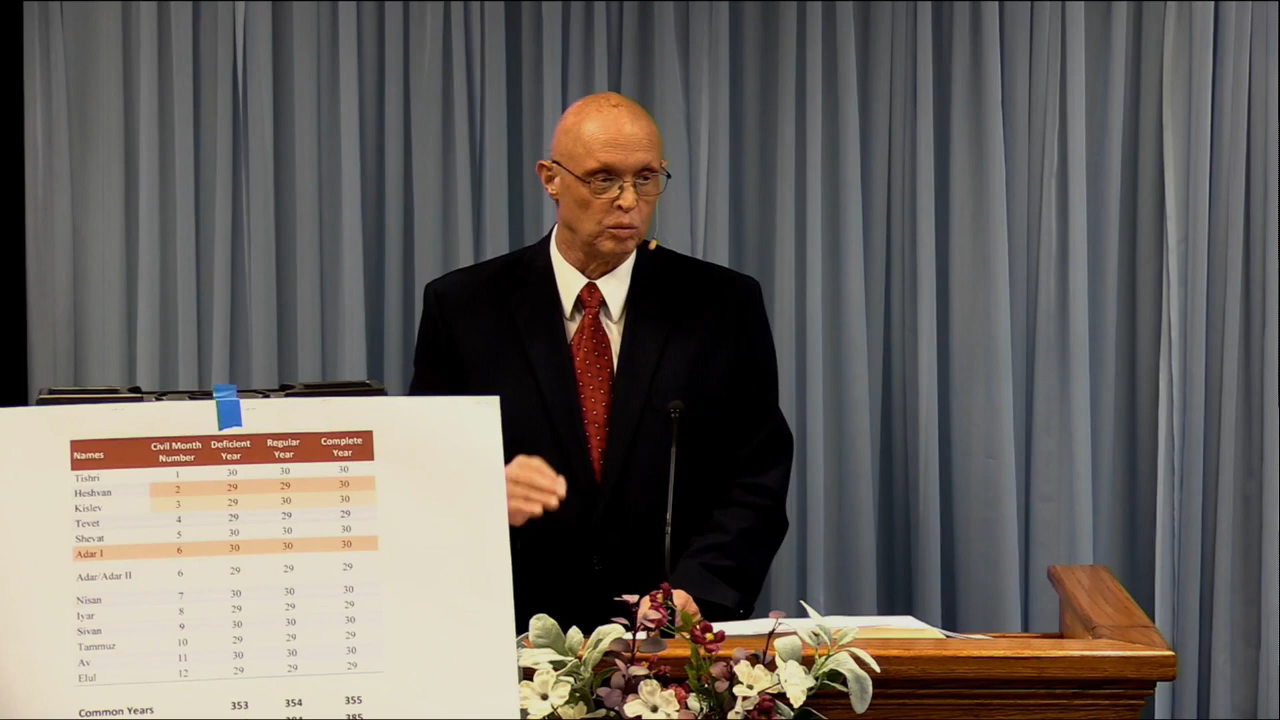 Names Civil Month Number Deficient Year Regular Year Complete Year
Tishri 1 30 30 30
Heshvan 2 29 29 30
Kislev 3 29 30 30
Tevet 4 29 29 29
Shevat 5 30 30 30
Adar I 6 30 30 30
Adar/Adar II 6 29 29 29
Nisan 7 30 30 30
Iyar 8 29 29 29
Sivan 9 30 30 30
Tammuz 10 29 29 29
Av 11 30 30 30
Elul 12 29 29 29
Common Years 353 354 355
385